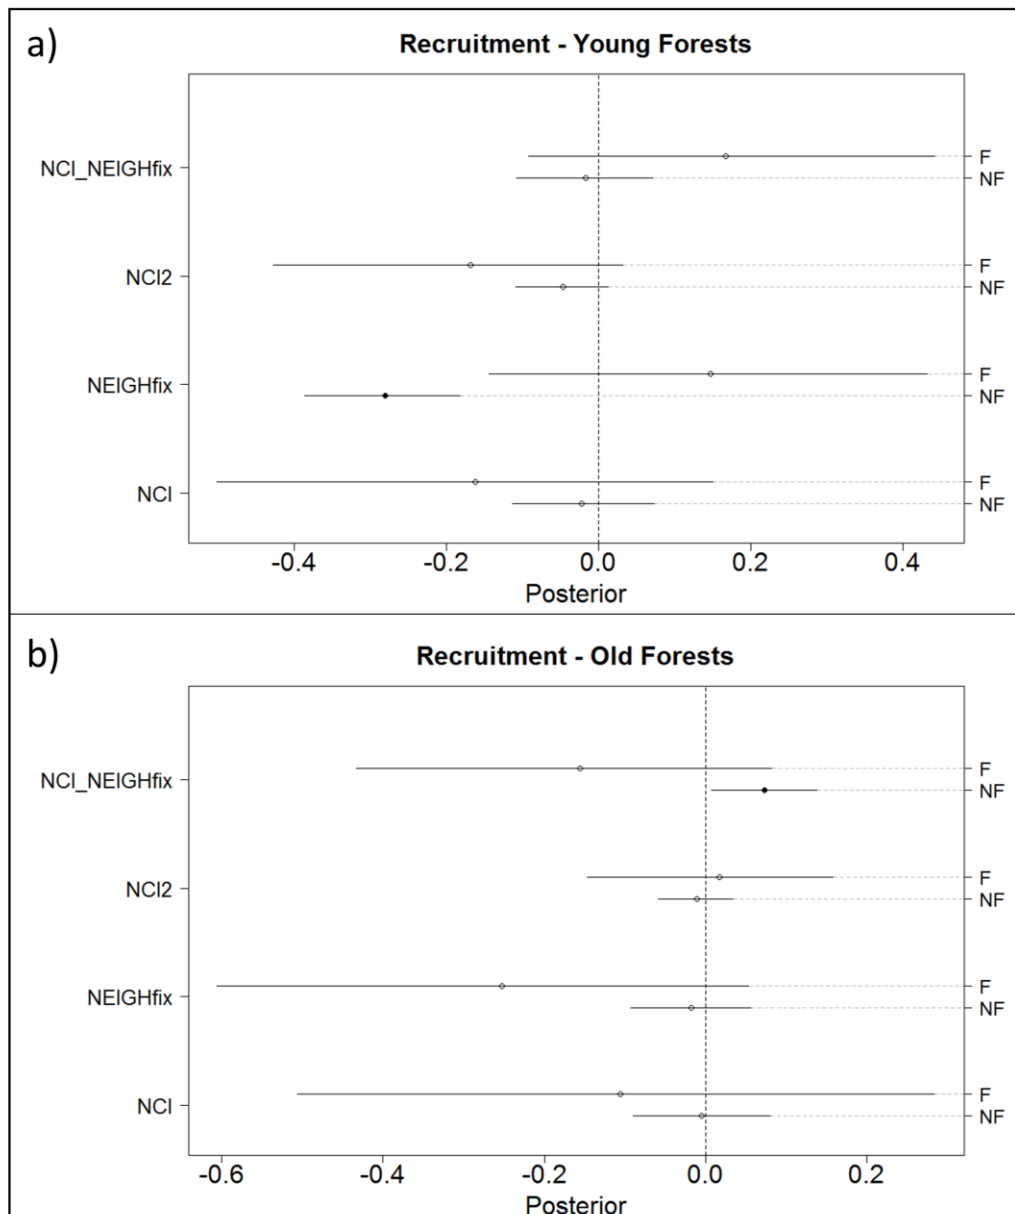 a)
Recruitment - Young Forests
NCI_NEIGHfix
F
NF
NCI2
F
NF
NEIGHfix
F
NF
NCI
F
NF
-0.4 -0.2 0.0 0.2 0.4
Posterior
b)
Recruitment - Old Forests
NCI_NEIGHfix
F
NF
NCI2
F
NF
NEIGHfix
F
NF
NCI
F
NF
-0.6 -0.4 -0.2 0.0 0.2
Posterior